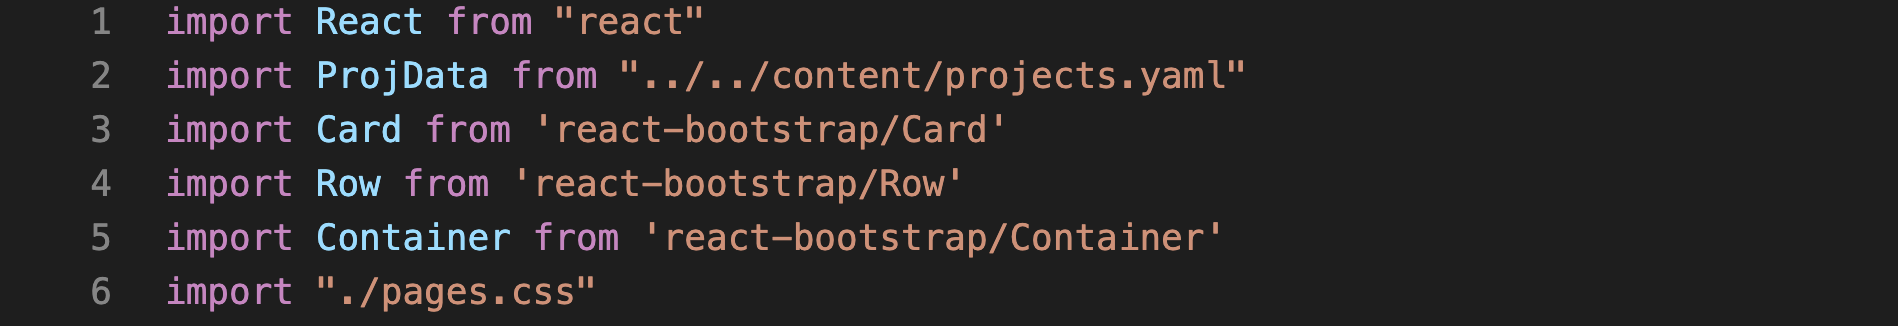 1 import React from "react"
2 import ProjData from "../../content/projects.yaml"
3 import Card from 'react-bootstrap/Card'
4 import Row from 'react-bootstrap/Row'
5 import Container from 'react-bootstrap/Container'
6 import "./pages.css"